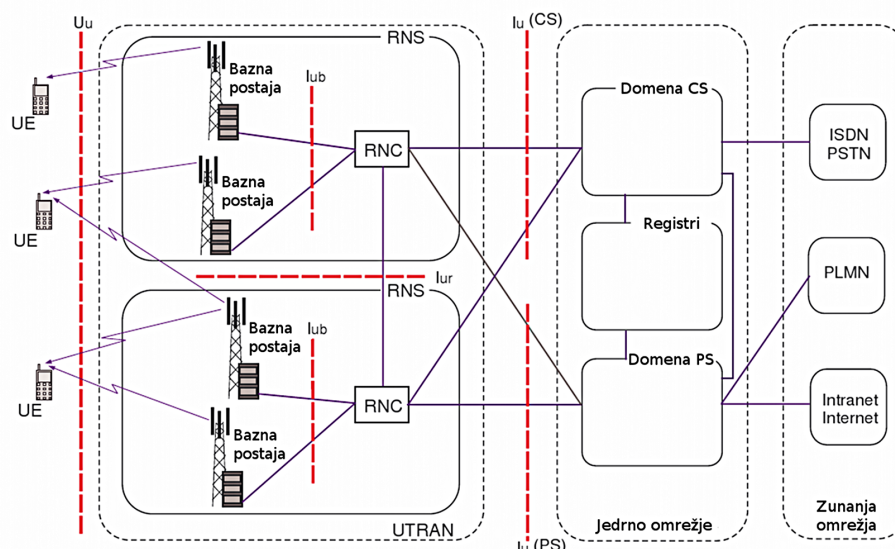 Uu
RNS
Iu (CS)
Bazna
postaja
Iub
Domena CS
UE
RNC
ISDN
PSTN
Bazna
postaja
Registri
UE
PLMN
Iur
RNS
Bazna
postaja
Iub
Domena PS
UE
RNC
Intranet
Internet
Bazna
postaja
UTRAN
Jedrno omrežje
Zunanja
omrežja
Iu (PS)